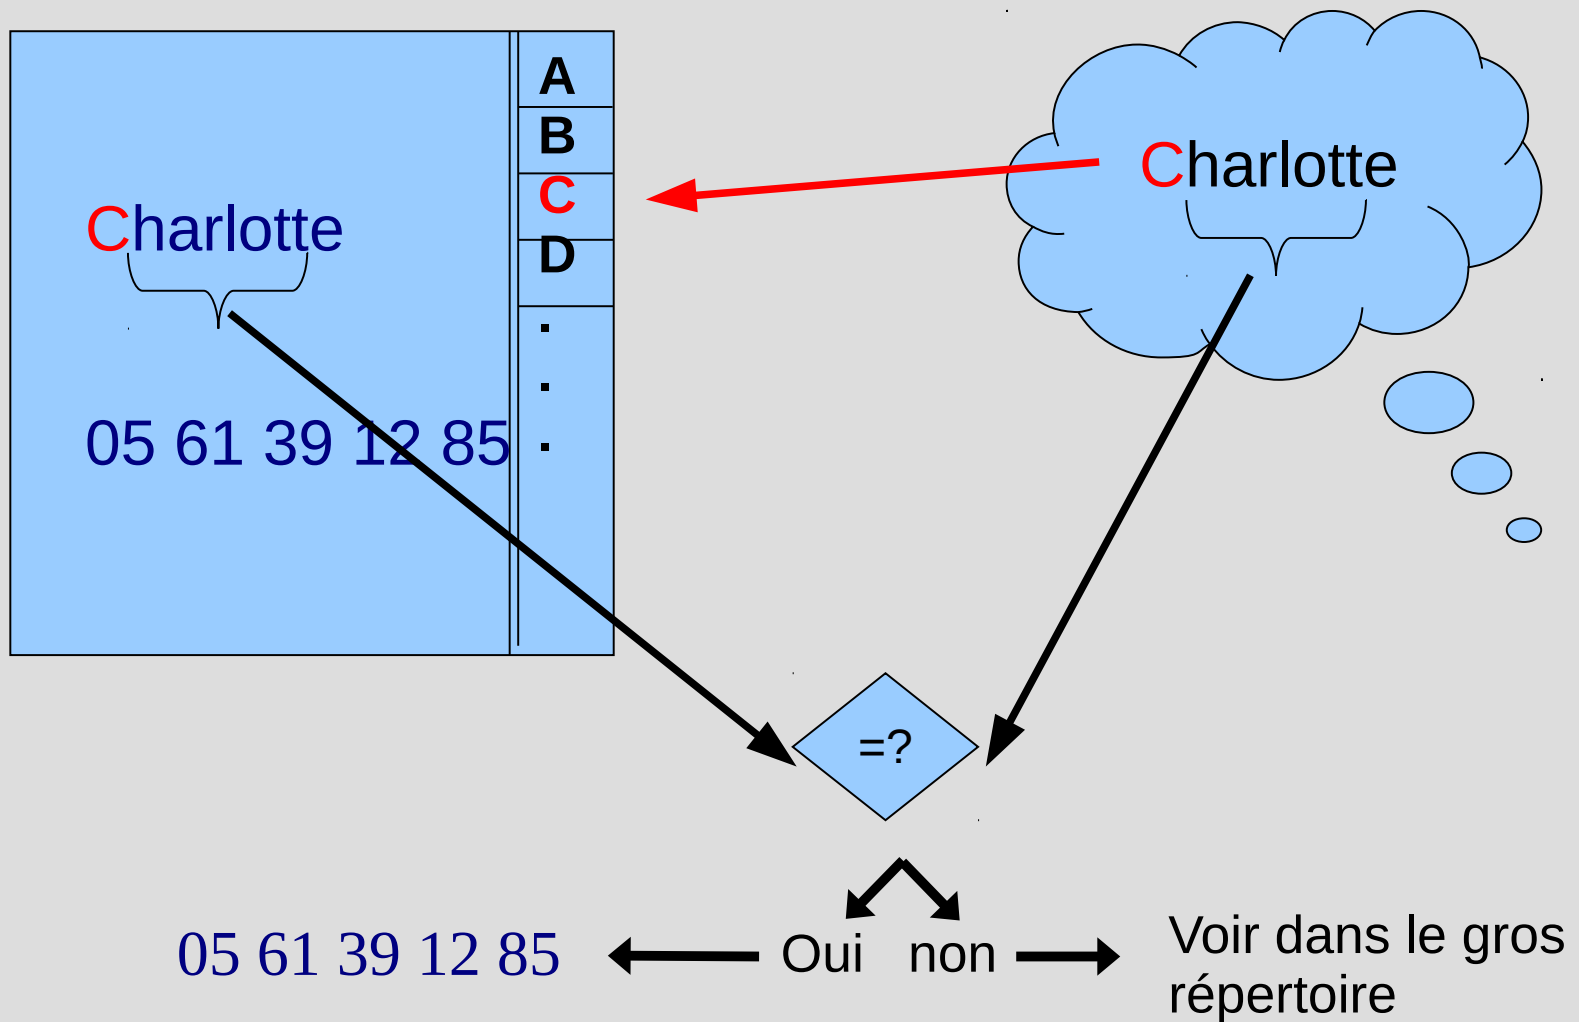 A
B
C
D
.
.
.
Charlotte
05 61 39 12 85
Charlotte
=?
Oui non
05 61 39 12 85
Voir dans le gros
répertoire